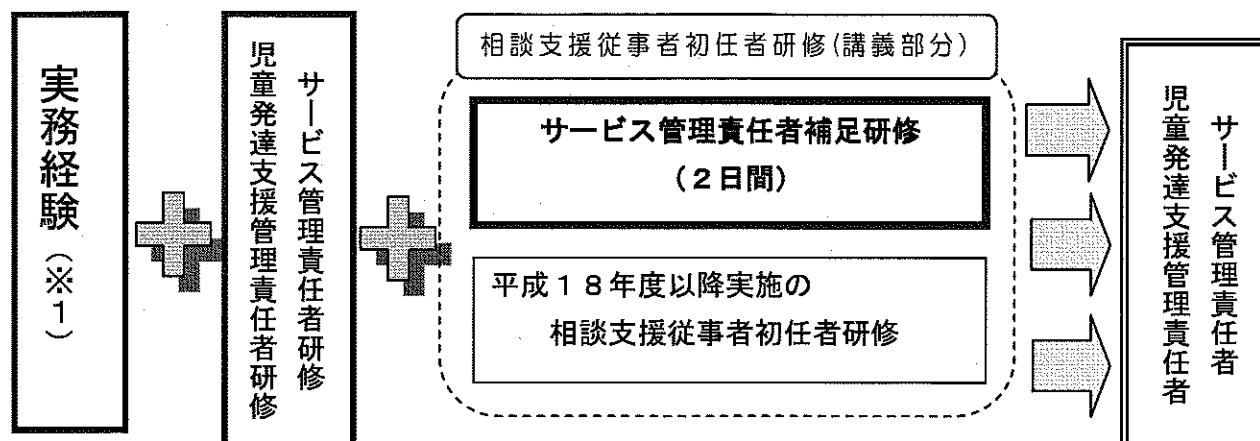 実務経験（※１）
サービス管理責任者研修
児童発達支援管理責任者研修
相談支援従事者初任者研修(講義部分)
サービス管理責任者補足研修
（２日間）
平成１８年度以降実施の
相談支援従事者初任者研修
サービス管理責任者
児童発達支援管理責任者